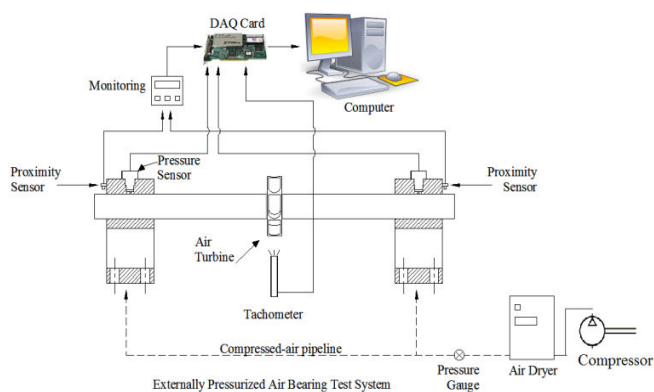 DAQ Card
Monitoring
Computer
Proximity
Sensor
Pressure
Sensor
Proximity
Sensor
Air
Turbine
Tachometer
Compressed-air pipeline
Pressure
Gauge
Air Dryer
Compressor
Externally Pressurized Air Bearing Test System